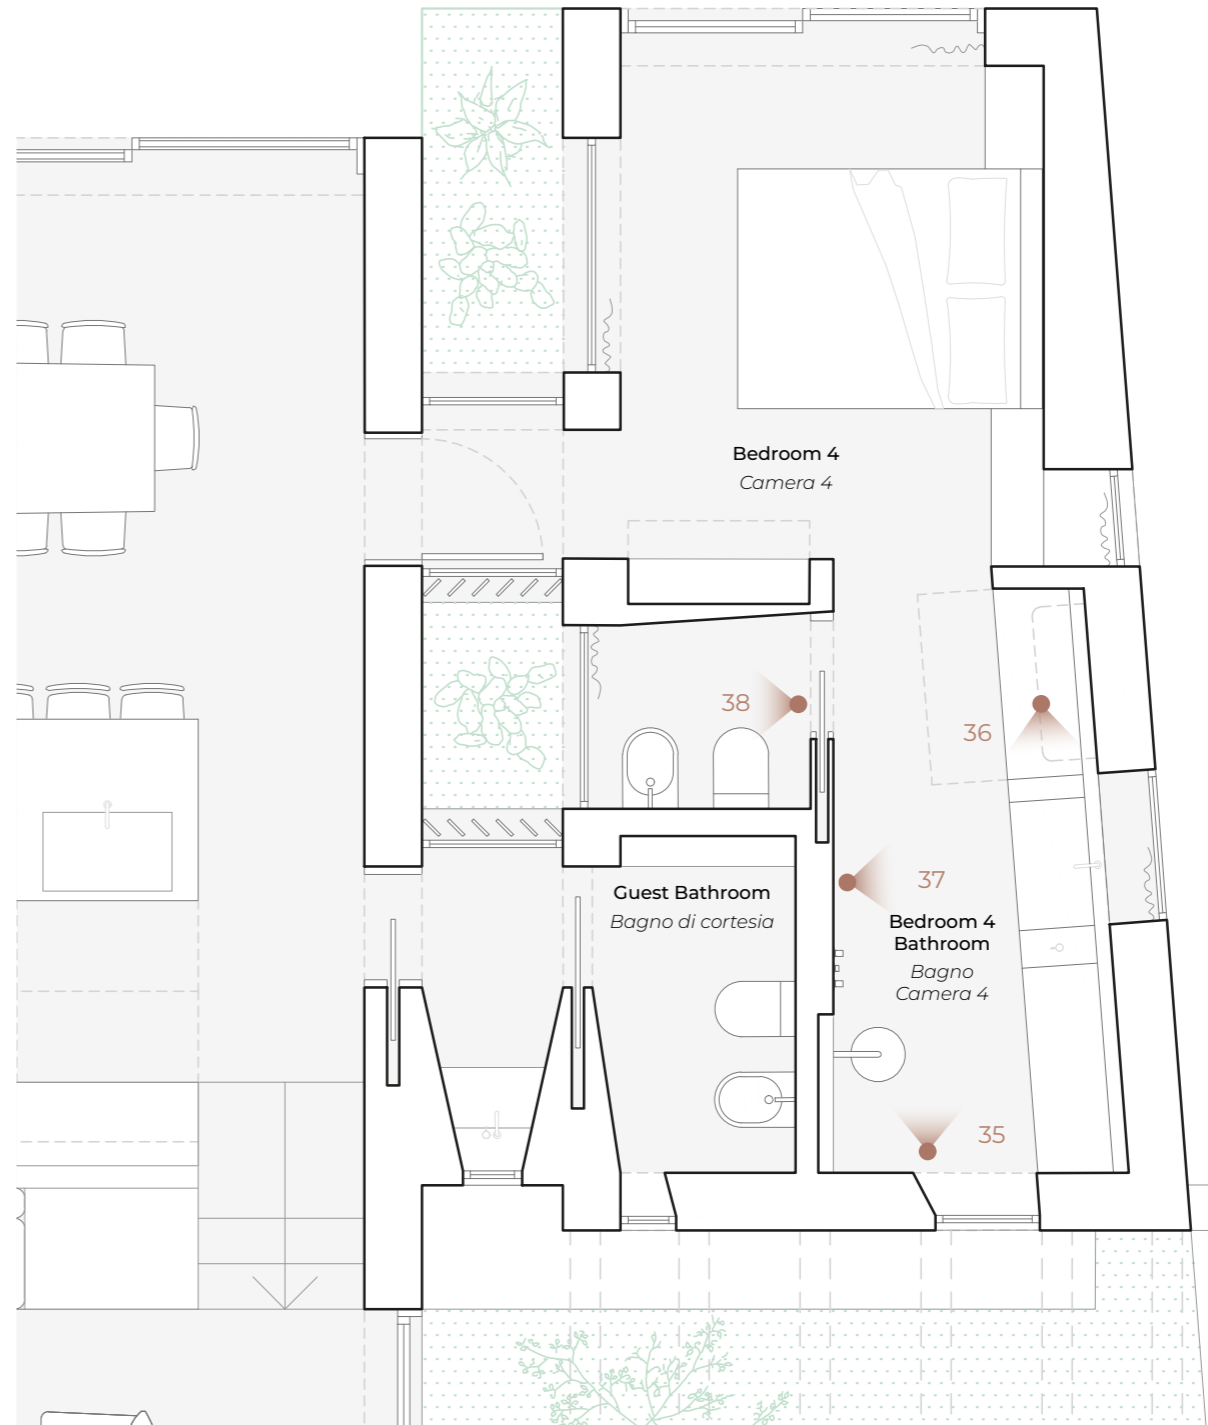 Bedroom 4
Camera 4
38
36
37
Guest Bathroom
Bagno di cortesia
Bedroom 4
Bathroom
Bagno
Camera 4
35